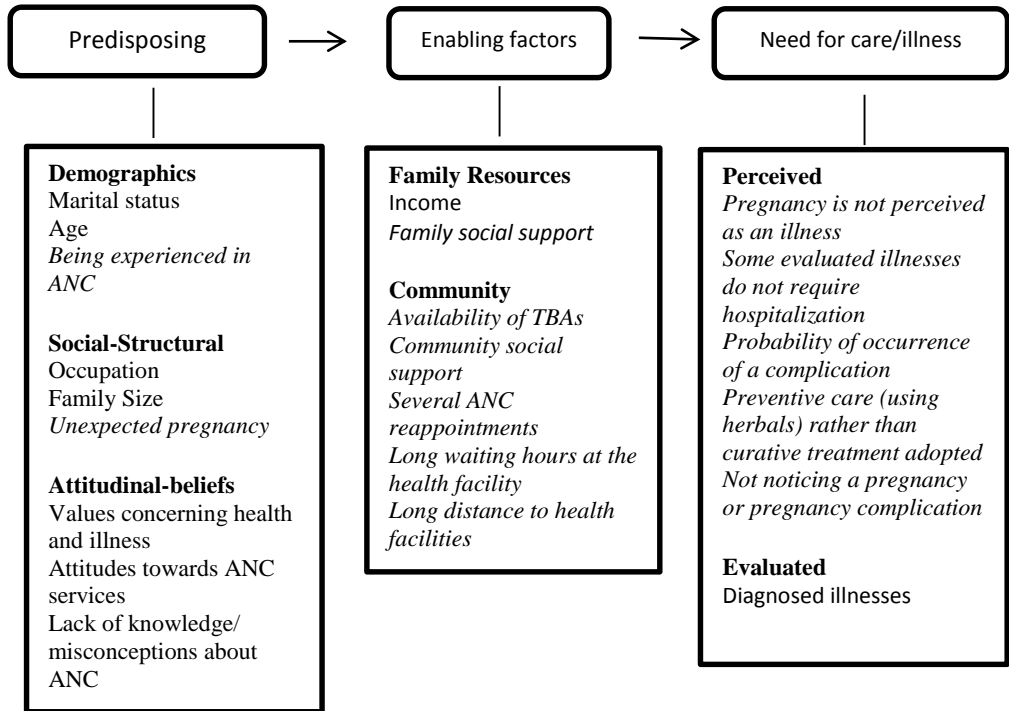 Predisposing
Enabling factors
Need for care/illness
Demographics
Marital status
Age
Being experienced in
ANC
Social-Structural
Occupation
Family Size
Unexpected pregnancy
Attitudinal-beliefs
Values concerning health
and illness
Attitudes towards ANC
services
Lack of knowledge/
misconceptions about
ANC
Family Resources
Income
Family social support
Community
Availability of TBAs
Community social
support
Several ANC
reappointments
Long waiting hours at the
health facility
Long distance to health
facilities
Perceived
Pregnancy is not perceived
as an illness
Some evaluated illnesses
do not require
hospitalization
Probability of occurrence
of a complication
Preventive care (using
herbals) rather than
curative treatment adopted
Not noticing a pregnancy
or pregnancy complication
Evaluated
Diagnosed illnesses